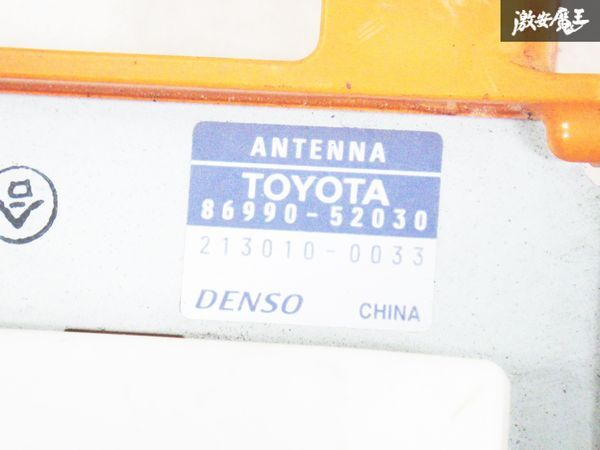 激安魔王
ANTENNA
TOYOTA
86990-52030
213010-0033
DENSO
CHINA